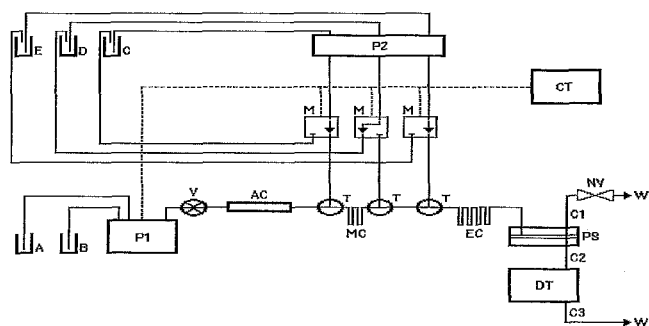 E D C P2
CT
M M M
V AC T T T NV W
MC EC C1
A B P1 PS
C2
DT
C3 W